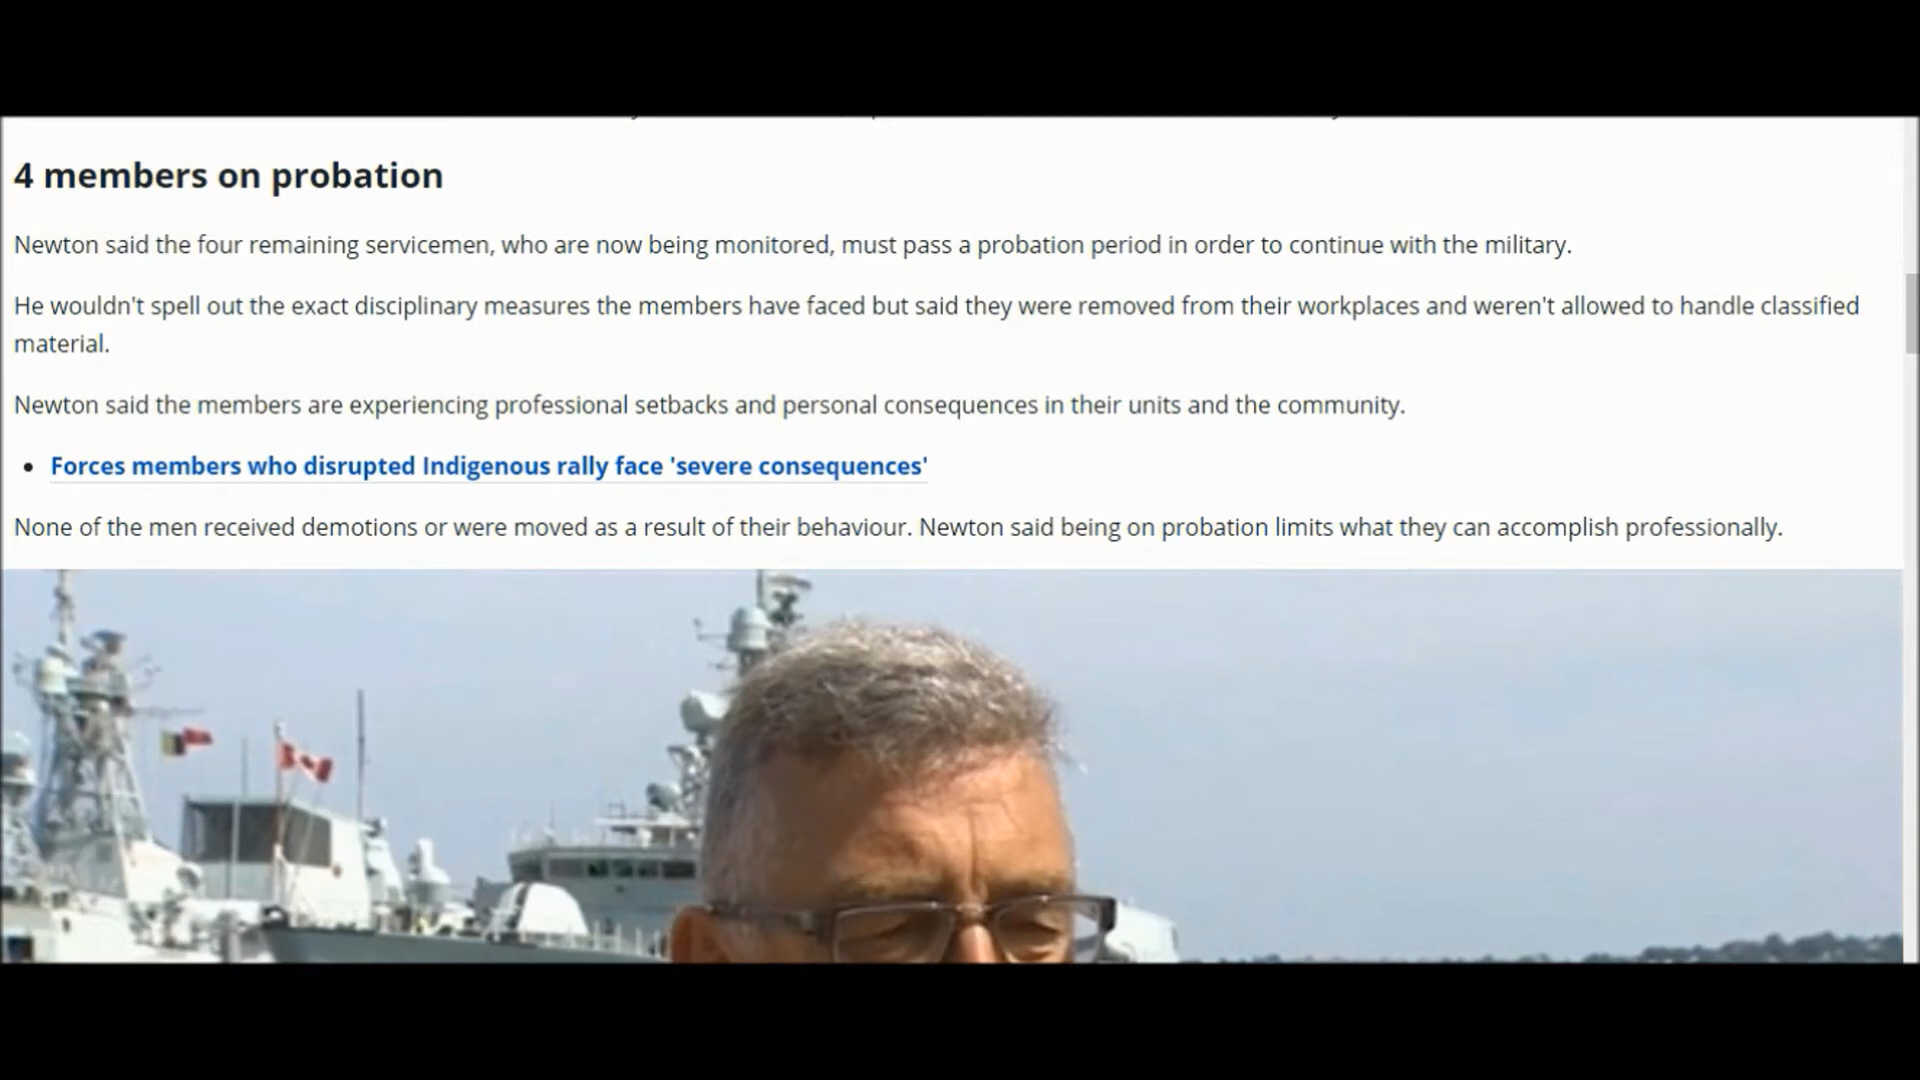 4 members on probation
Newton said the four remaining servicemen, who are now being monitored, must pass a probation period in order to continue with the military.
He wouldn't spell out the exact disciplinary measures the members have faced but said they were removed from their workplaces and weren't allowed to handle classified
material.
Newton said the members are experiencing professional setbacks and personal consequences in their units and the community.
• Forces members who disrupted Indigenous rally face 'severe consequences'
None of the men received demotions or were moved as a result of their behaviour. Newton said being on probation limits what they can accomplish professionally.